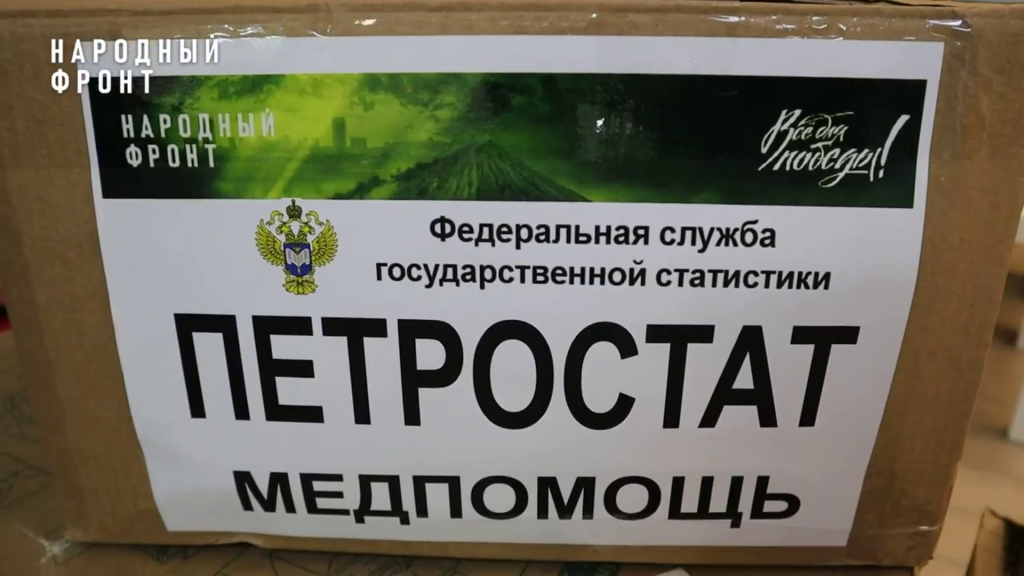 НАРОДНЫЙ
ФРОНТ
НАРОДНЫЙ
ФРОНТ
Всё для
победы!
Федеральная служба
государственной статистики
ПЕТРОСТАТ
МЕДПОМОЩЬ